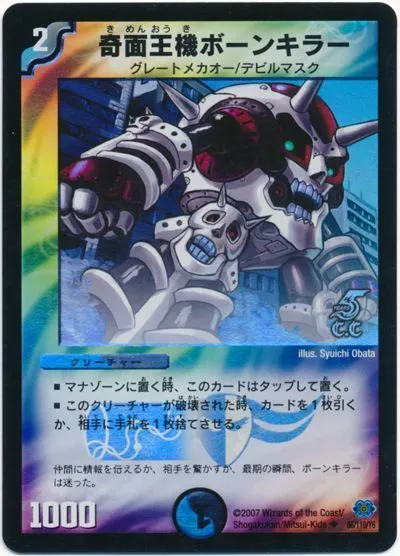 2
きめんおうき
奇面王機ボーンキラー
グレートメカオー/デビルマスク
5 YEARS
C.C
illus. Syuichi Obata
クリーチャー
■ マナゾーンに置く時、このカードはタップして置く。
■ このクリーチャーが破壊された時、カードを1枚引く
か、相手に手札を1枚捨てさせる。
仲間に情報を伝えるか、相手を驚かすか、最期の瞬間、ボーンキラー
は迷った。
1000
©2007 Wizards of the Coast/
Shogakukan/Mitsui-Kids ◆ 96/110/Y6